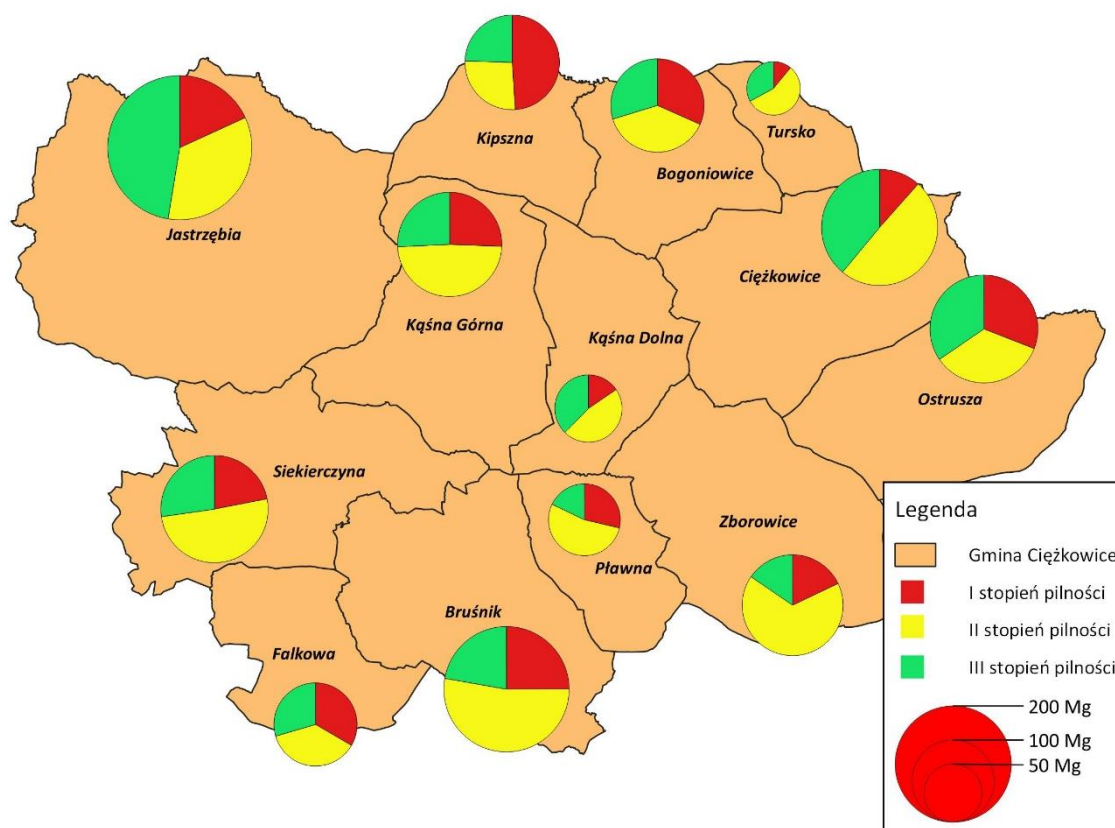 Kipszna
Tursko
Bogoniowice
Jastrzębia
Ciężkowice
Kąśna Górna
Kąśna Dolna
Ostrusza
Siekierczyna
Zborowice
Pławna
Bruśnik
Falkowa
Legenda
Gmina Ciężkowice
I stopień pilności
II stopień pilności
III stopień pilności
200 Mg
100 Mg
50 Mg